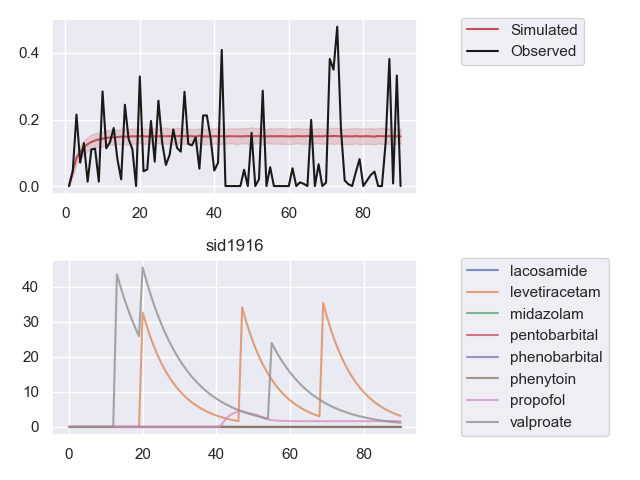 Simulated
Observed
0.4
0.2
0.0
0 20 40 60 80
sid1916
lacosamide
levetiracetam
midazolam
pentobarbital
phenobarbital
phenytoin
propofol
valproate
40
30
20
10
0
0 20 40 60 80